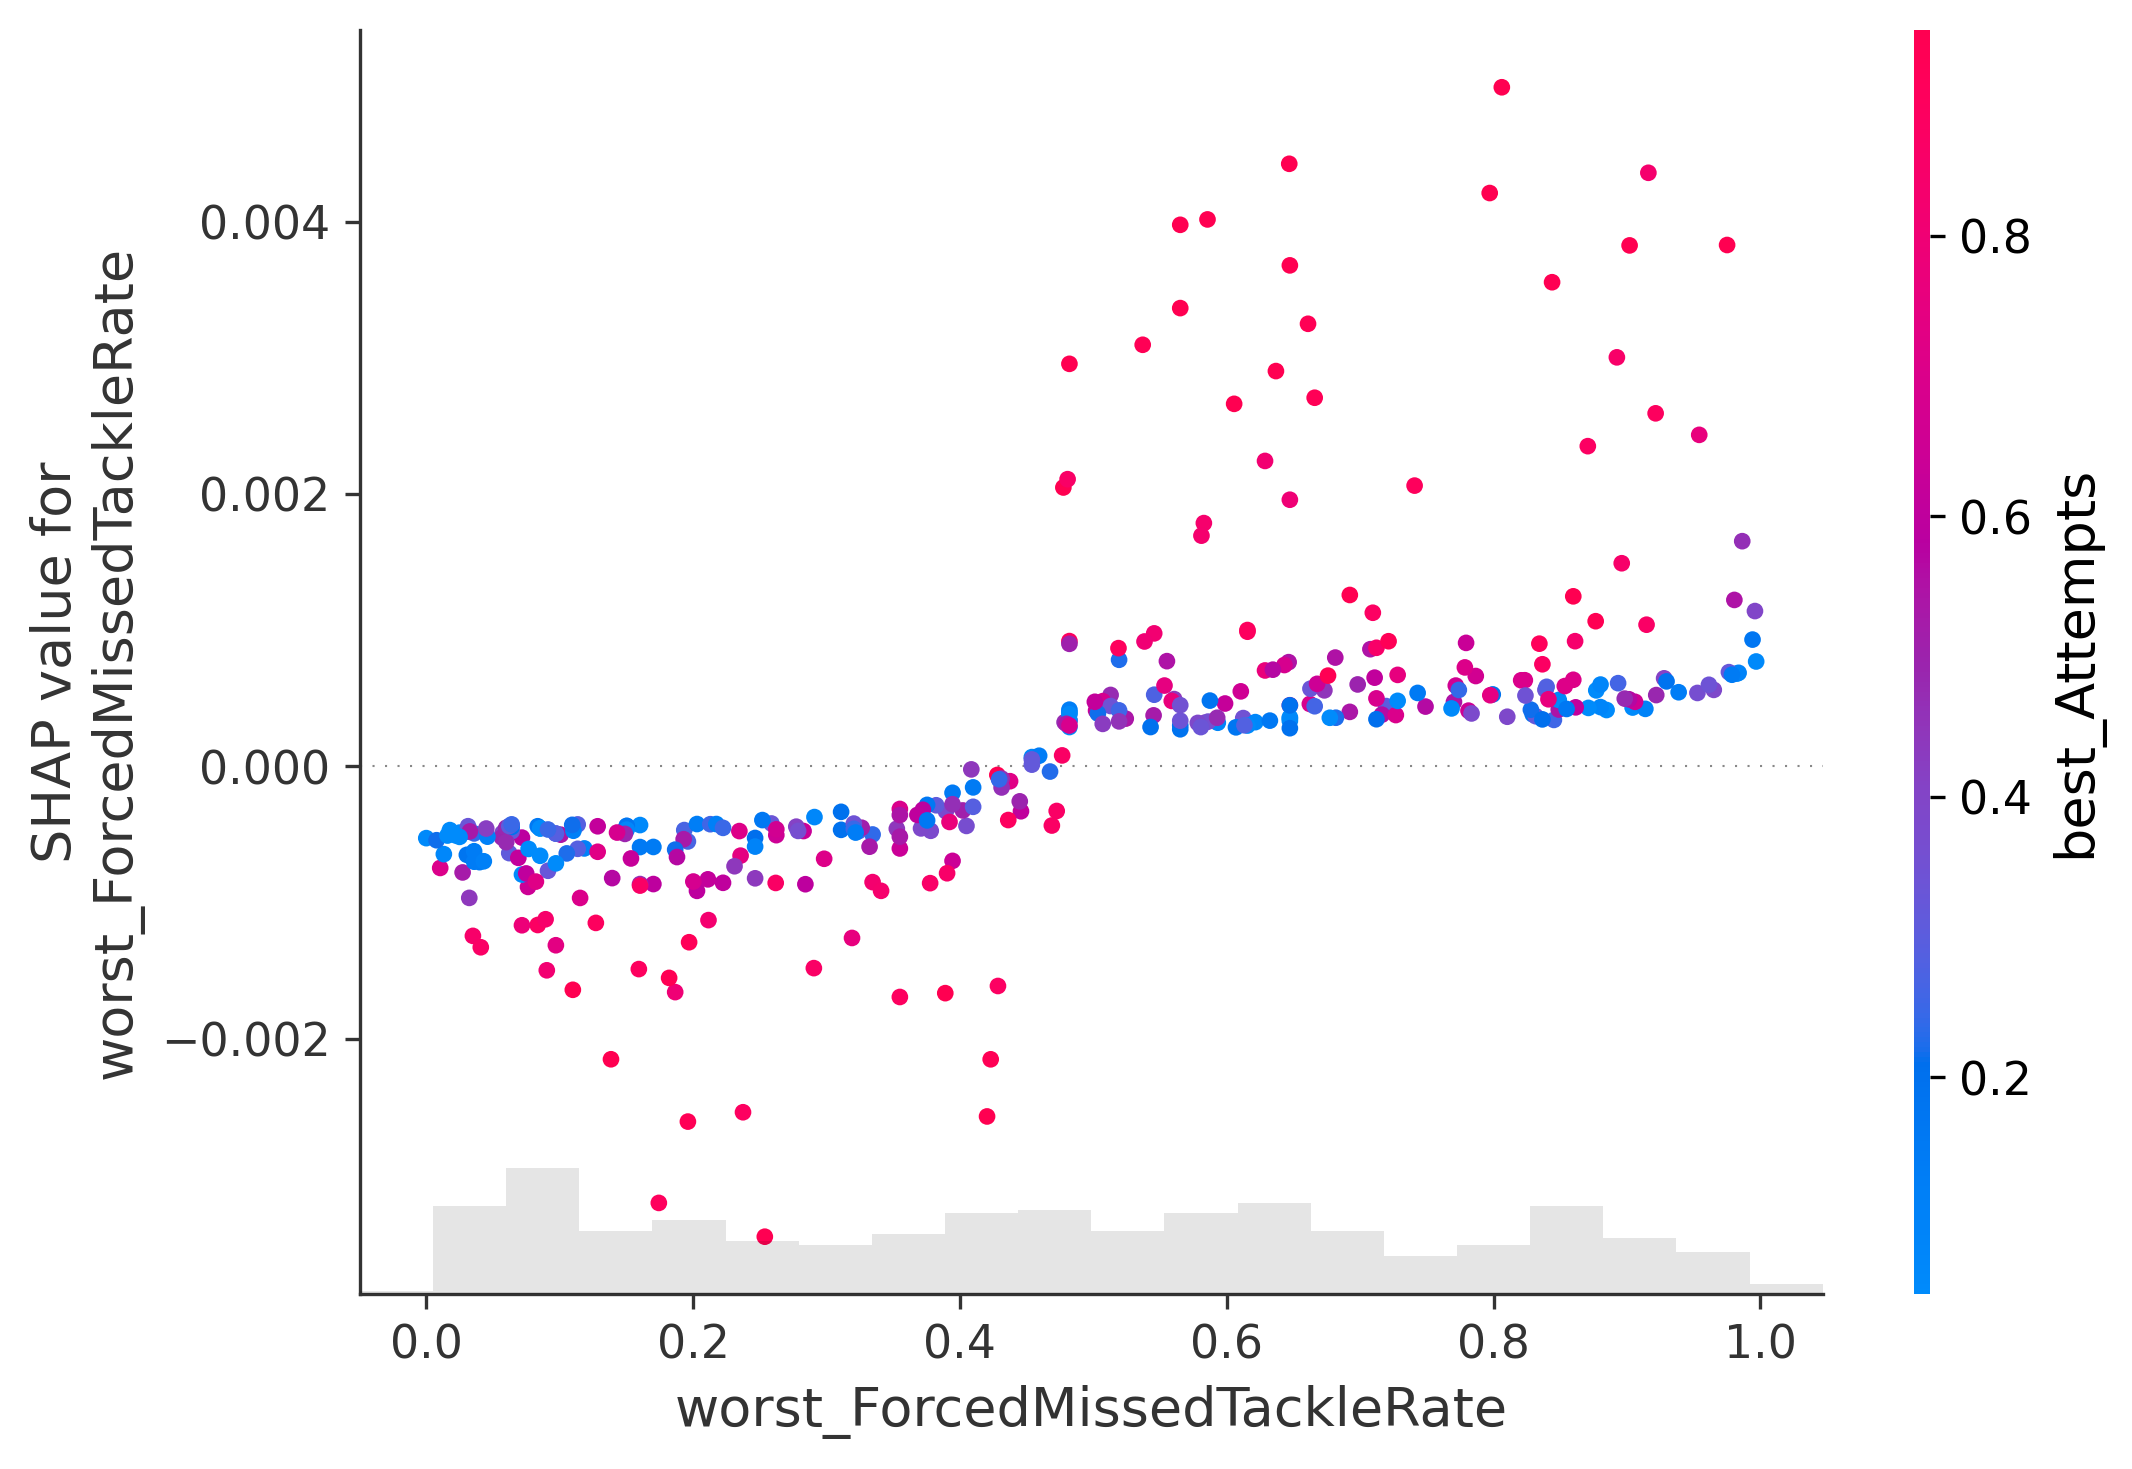 SHAP value for
worst_ForcedMissedTackleRate
0.004
0.002
0.000
−0.002
0.0 0.2 0.4 0.6 0.8 1.0
worst_ForcedMissedTackleRate
0.8
0.6
0.4
0.2
best_Attempts